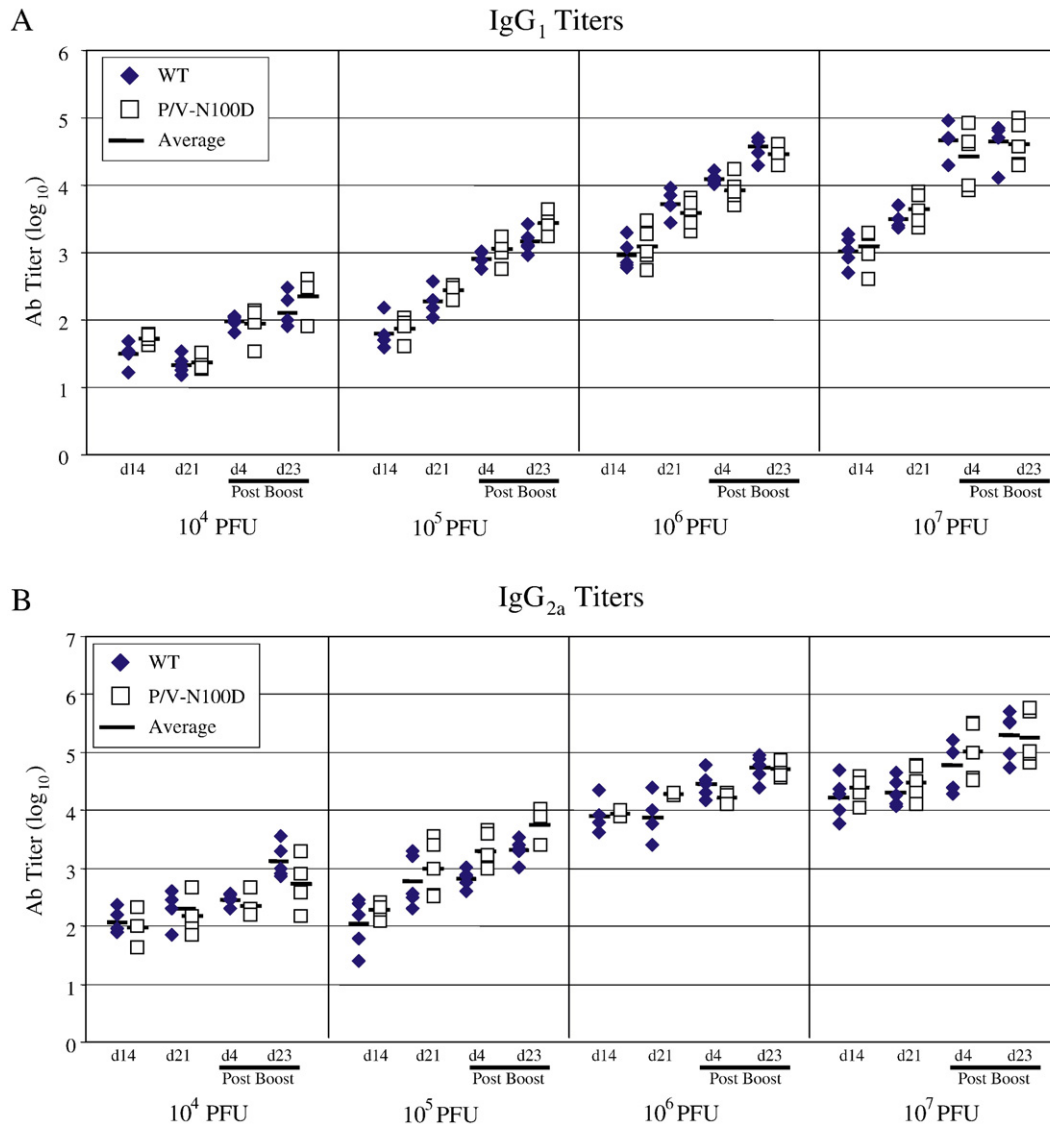 A
IgG1 Titers
6
5
4
3
2
1
0
Ab Titer (log10)
WT
P/V-N100D
Average
d14 d21 d4 d23 d14 d21 d4 d23 d14 d21 d4 d23 d14 d21 d4 d23
Post Boost Post Boost Post Boost Post Boost
10^4 PFU 10^5 PFU 10^6 PFU 10^7 PFU
B
IgG2a Titers
7
6
5
4
3
2
1
0
Ab Titer (log10)
WT
P/V-N100D
Average
d14 d21 d4 d23 d14 d21 d4 d23 d14 d21 d4 d23 d14 d21 d4 d23
Post Boost Post Boost Post Boost Post Boost
10^4 PFU 10^5 PFU 10^6 PFU 10^7 PFU